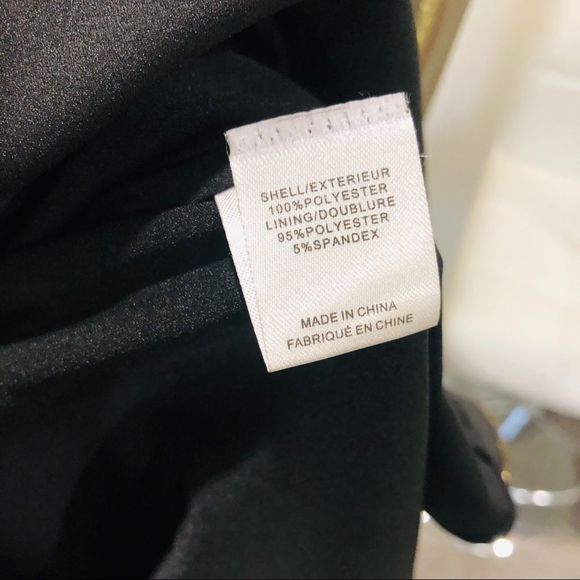 SHELL/EXTERIEUR
100%POLYESTER
LINING/DOUBLURE
95%POLYESTER
5%SPANDEX
MADE IN CHINA
FABRIQUÉ EN CHINE